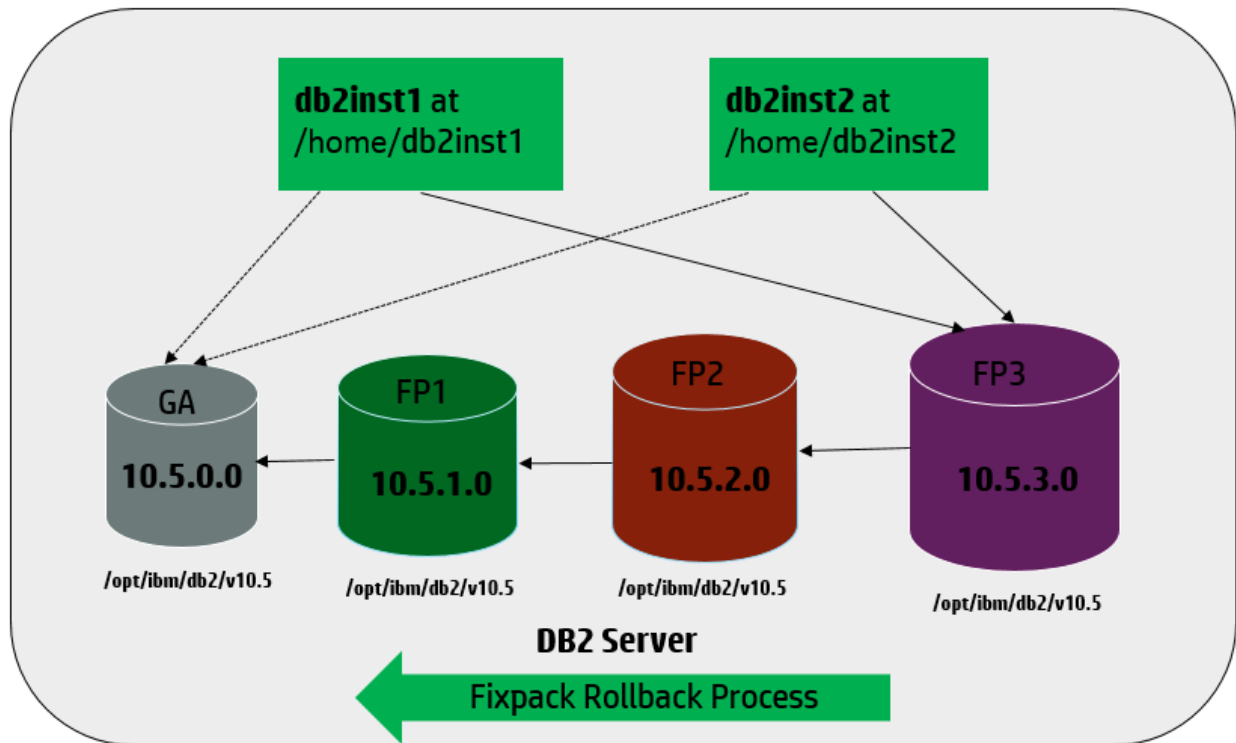 db2inst1 at
/home/db2inst1
db2inst2 at
/home/db2inst2
GA
10.5.0.0
/opt/ibm/db2/v10.5
FP1
10.5.1.0
/opt/ibm/db2/v10.5
FP2
10.5.2.0
/opt/ibm/db2/v10.5
FP3
10.5.3.0
/opt/ibm/db2/v10.5
DB2 Server
Fixpack Rollback Process